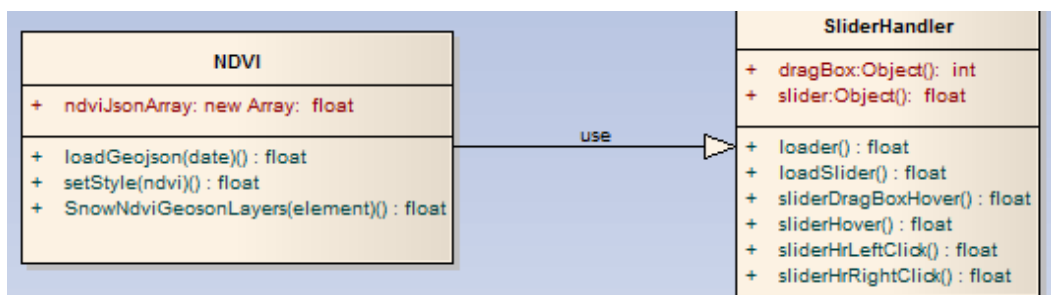 NDVI
+ ndviJsonArray: new Array: float
+ loadGeojson(date)() : float
+ setStyle(ndvi)() : float
+ SnowNdviGeosonLayers(element)() : float
use
SliderHandler
+ dragBox:Object(): int
+ slider:Object(): float
+ loader() : float
+ loadSlider() : float
+ sliderDragBoxHover() : float
+ sliderHover() : float
+ sliderHrLeftClick() : float
+ sliderHrRightClick() : float